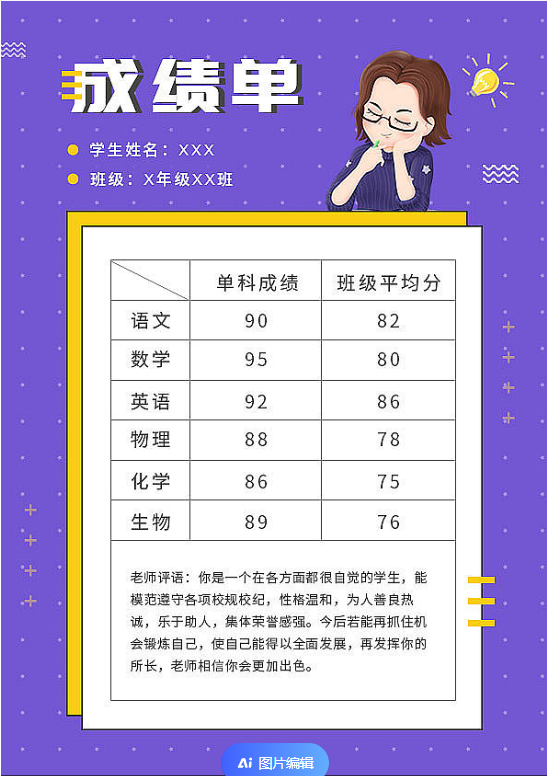 成绩单
学生姓名：XXX
班级：X年级XX班
单科成绩 班级平均分
语文 90 82
数学 95 80
英语 92 86
物理 88 78
化学 86 75
生物 89 76
老师评语：你是一个在各方面都很自觉的学生，能
模范遵守各项校规校纪，性格温和，为人善良热
诚，乐于助人，集体荣誉感强。今后若能再抓住机
会锻炼自己，使自己能得以全面发展，再发挥你的
所长，老师相信你会更加出色。
Ai 图片编辑